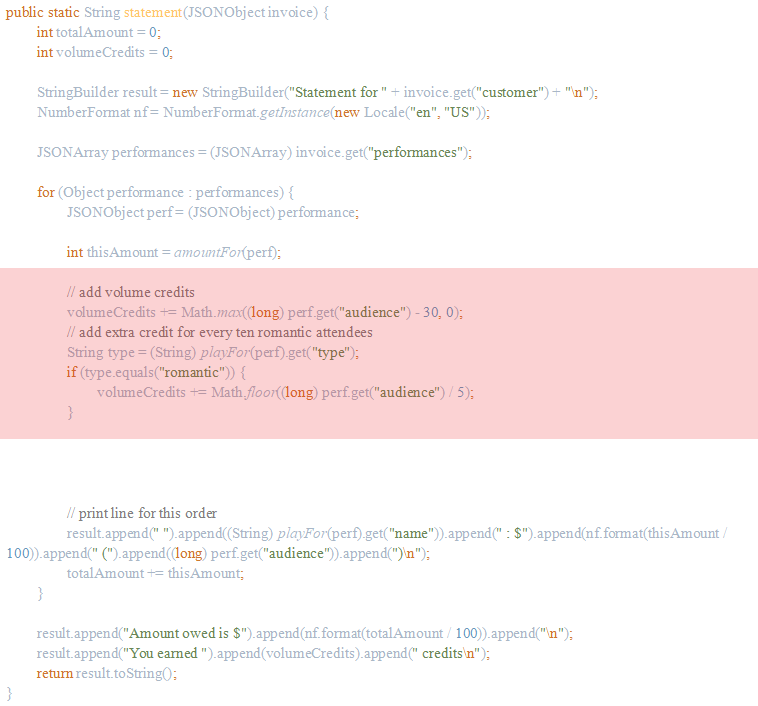 public static String statement(JSONObject invoice) {
int totalAmount = 0;
int volumeCredits = 0;
StringBuilder result = new StringBuilder("Statement for " + invoice.get("customer") + "\n");
NumberFormat nf = NumberFormat.getInstance(new Locale("en", "US"));
JSONArray performances = (JSONArray) invoice.get("performances");
for (Object performance : performances) {
JSONObject perf = (JSONObject) performance;
int thisAmount = amountFor(perf);
// add volume credits
volumeCredits += Math.max((long) perf.get("audience") - 30, 0);
// add extra credit for every ten romantic attendees
String type = (String) playFor(perf).get("type");
if (type.equals("romantic")) {
volumeCredits += Math.floor((long) perf.get("audience") / 5);
}
// print line for this order
result.append(" ").append((String) playFor(perf).get("name")).append(" : $").append(nf.format(thisAmount /
100)).append(" (").append((long) perf.get("audience")).append(")\n");
totalAmount += thisAmount;
}
result.append("Amount owed is $").append(nf.format(totalAmount / 100)).append("\n");
result.append("You earned ").append(volumeCredits).append(" credits\n");
return result.toString();
}